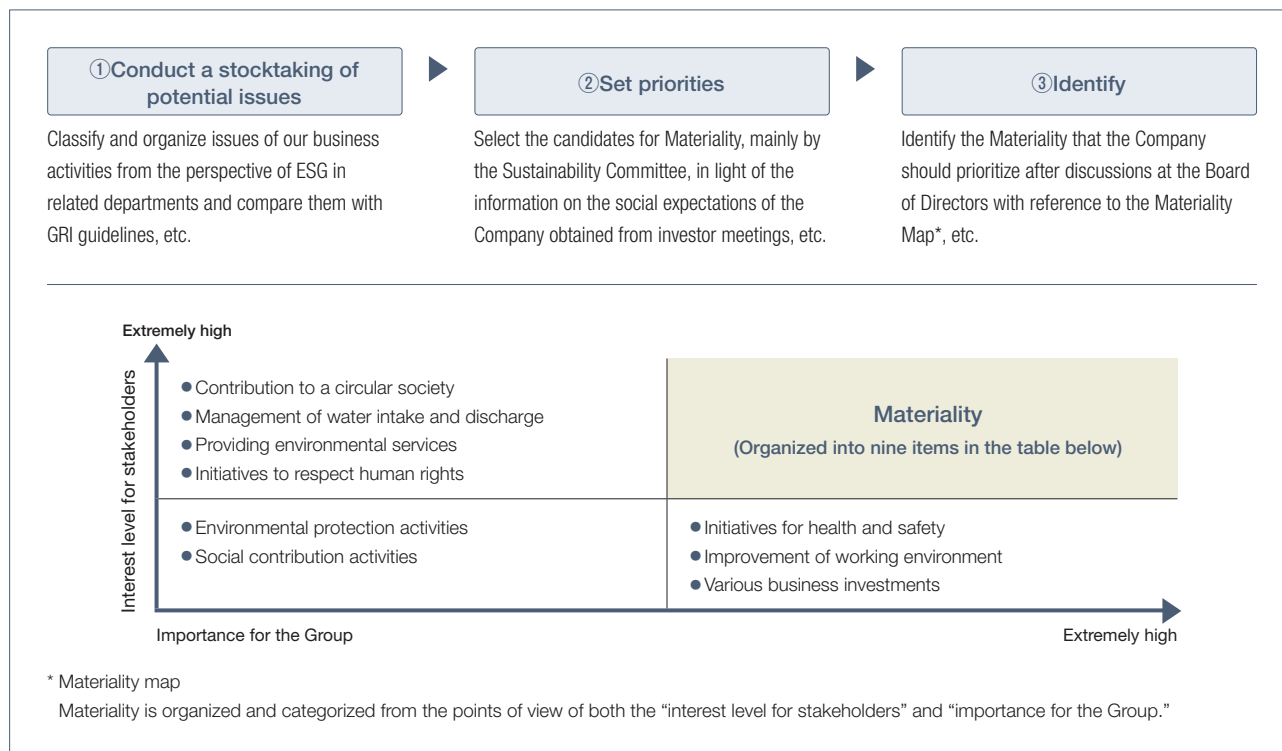 ①Conduct a stocktaking of
potential issues
Classify and organize issues of our business
activities from the perspective of ESG in
related departments and compare them with
GRI guidelines, etc.
②Set priorities
Select the candidates for Materiality, mainly by
the Sustainability Committee, in light of the
information on the social expectations of the
Company obtained from investor meetings, etc.
③Identify
Identify the Materiality that the Company
should prioritize after discussions at the Board
of Directors with reference to the Materiality
Map*, etc.
Extremely high
Interest level for stakeholders
● Contribution to a circular society
● Management of water intake and discharge
● Providing environmental services
● Initiatives to respect human rights
Materiality
(Organized into nine items in the table below)
● Environmental protection activities
● Social contribution activities
● Initiatives for health and safety
● Improvement of working environment
● Various business investments
Importance for the Group
Extremely high
* Materiality map
Materiality is organized and categorized from the points of view of both the “interest level for stakeholders” and “importance for the Group.”